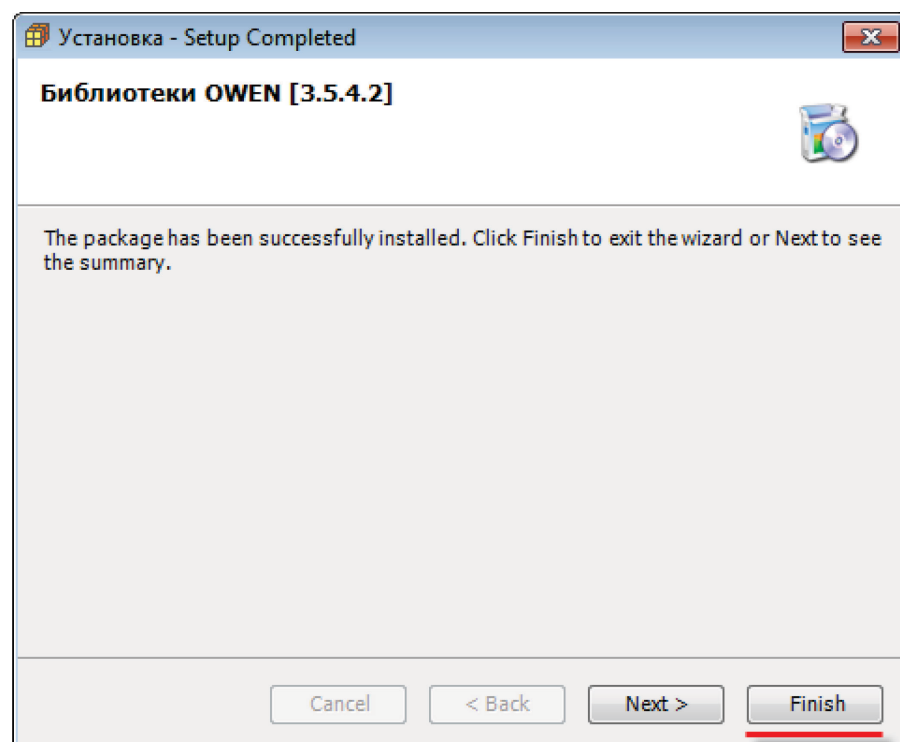 Установка - Setup Completed
Библиотеки OWEN [3.5.4.2]
The package has been successfully installed. Click Finish to exit the wizard or Next to see
the summary.
Cancel
< Back
Next >
Finish